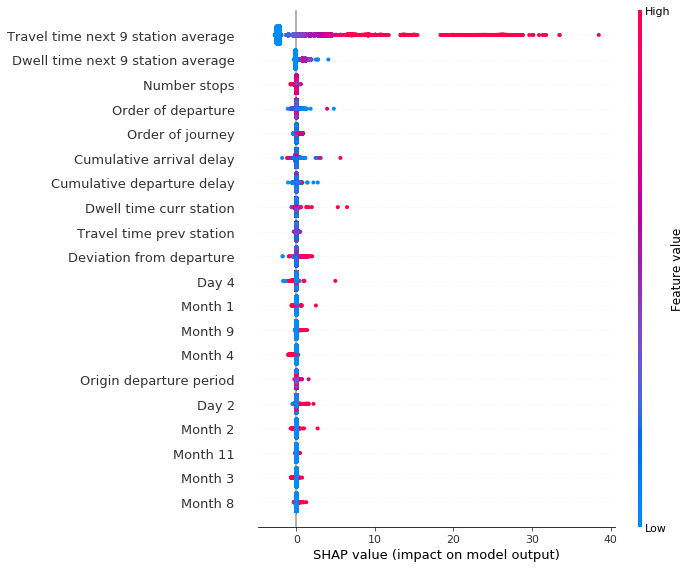 High
Travel time next 9 station average
Dwell time next 9 station average
Number stops
Order of departure
Order of journey
Cumulative arrival delay
Cumulative departure delay
Dwell time curr station
Travel time prev station
Deviation from departure
Day 4
Month 1
Month 9
Month 4
Origin departure period
Day 2
Month 2
Month 11
Month 3
Month 8
Feature value
Low
0 10 20 30 40
SHAP value (impact on model output)